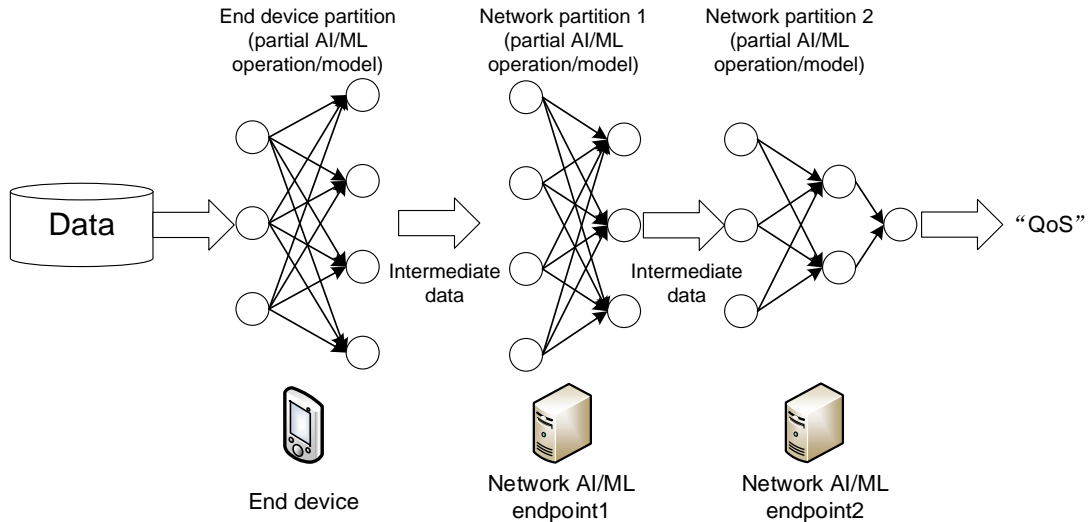 End device partition
(partial AI/ML
operation/model)
Network partition 1
(partial AI/ML
operation/model)
Network partition 2
(partial AI/ML
operation/model)
Data
Intermediate
data
Intermediate
data
“QoS”
End device
Network AI/ML
endpoint1
Network AI/ML
endpoint2